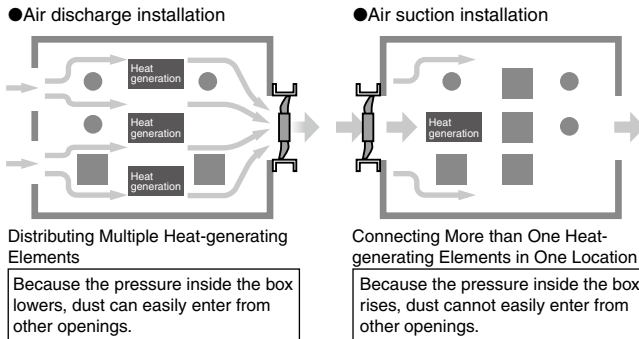 ●Air discharge installation
Heat
generation
Heat
generation
Heat
generation
Distributing Multiple Heat-generating
Elements
Because the pressure inside the box
lowers, dust can easily enter from
other openings.
●Air suction installation
Heat
generation
Connecting More than One Heat-
generating Elements in One Location
Because the pressure inside the box
rises, dust cannot easily enter from
other openings.